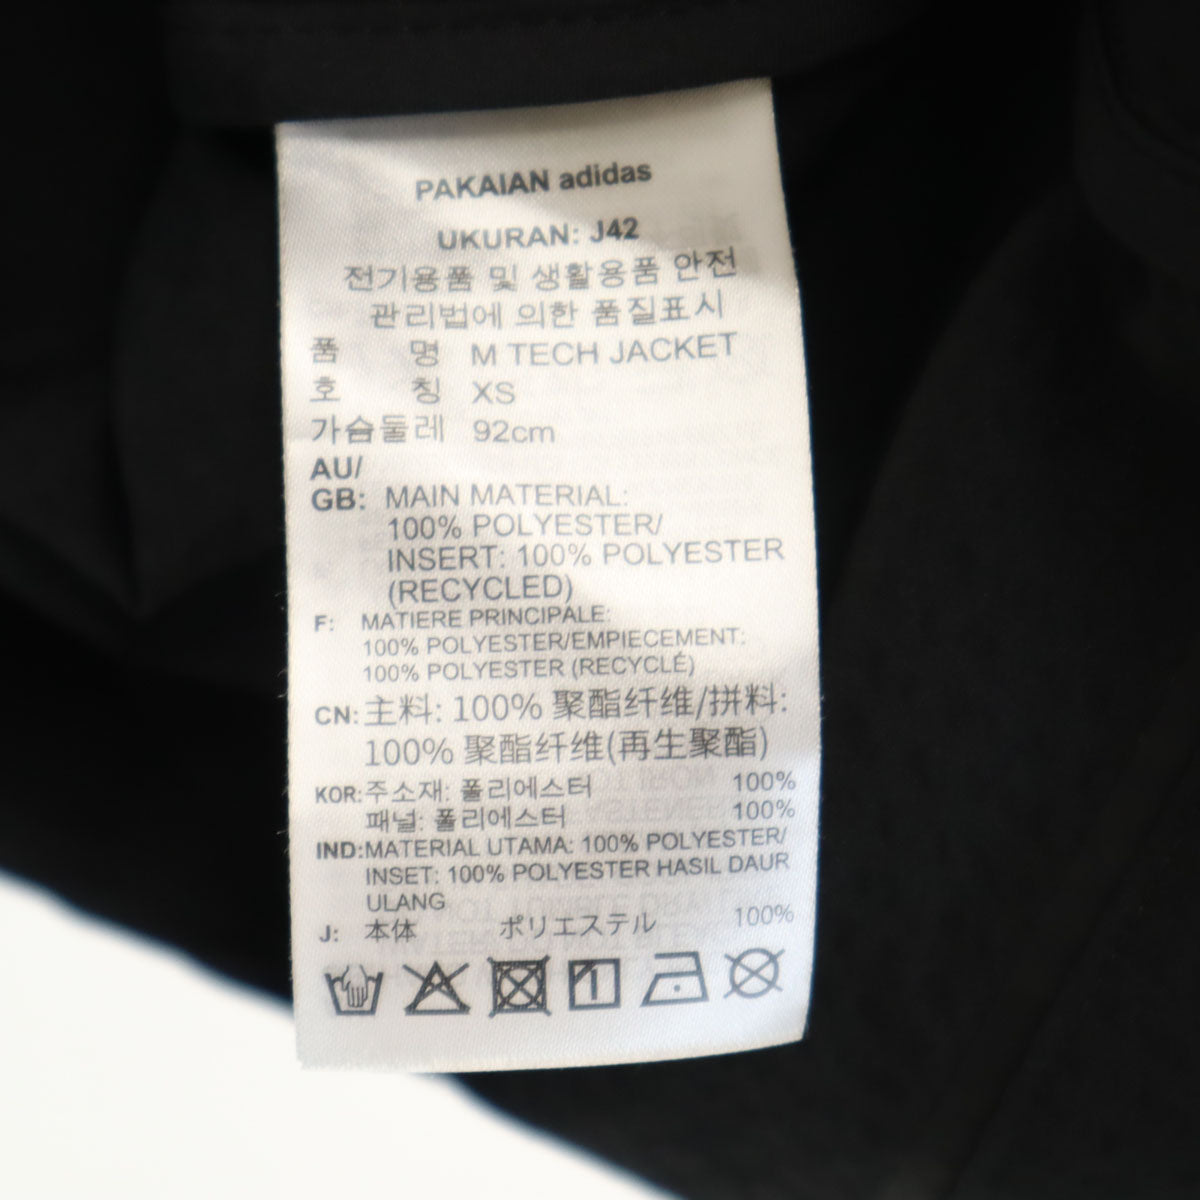 PAKAIAN adidas
UKURAN: J42
전기용품 및 생활용품 안전
관리법에 의한 품질표시
품 명 M TECH JACKET
호 칭 XS
가슴둘레 92cm
AU/
GB: MAIN MATERIAL:
100% POLYESTER/
INSERT: 100% POLYESTER
(RECYCLED)
F: MATIERE PRINCIPALE:
100% POLYESTER/EMPIECEMENT:
100% POLYESTER (RECYCLÉ)
CN: 主料: 100% 聚酯纤维/拼料:
100% 聚酯纤维(再生聚酯)
KOR: 주소재: 폴리에스터 100%
패널: 폴리에스터 100%
IND: MATERIAL UTAMA: 100% POLYESTER/
INSET: 100% POLYESTER HASIL DAUR
ULANG
J: 本体 ポリエステル 100%
1